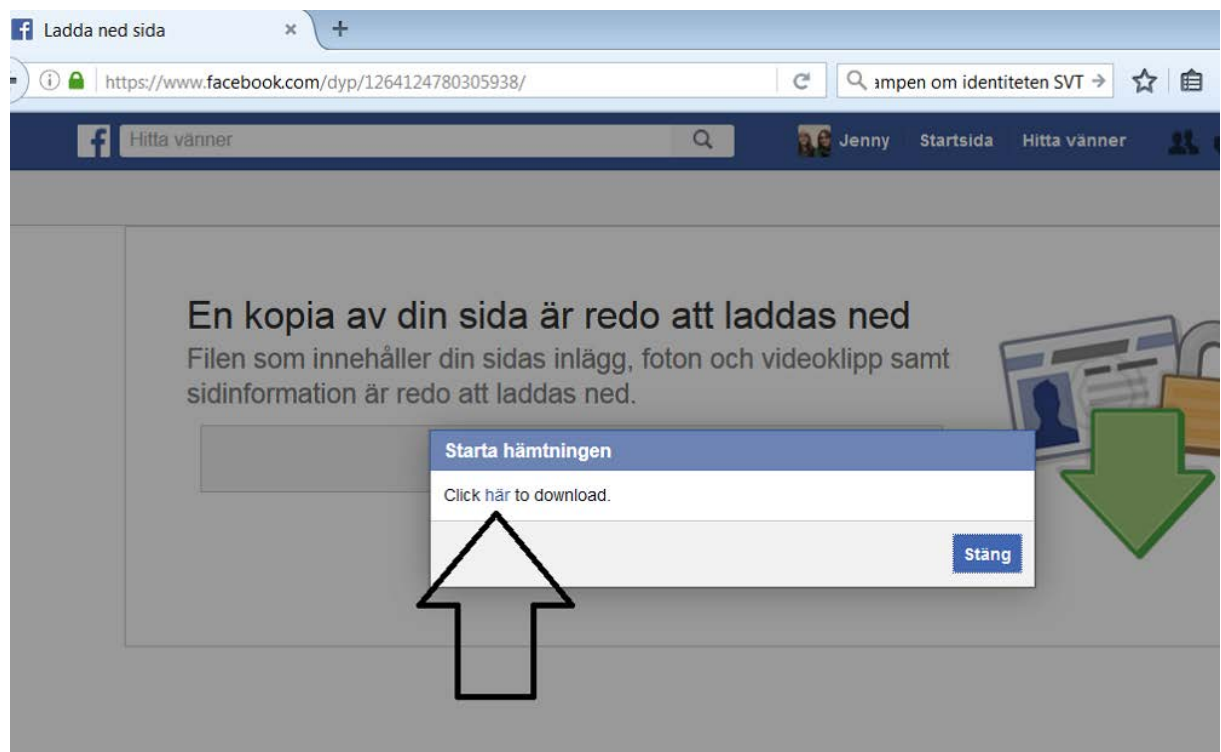 Ladda ned sida
https://www.facebook.com/dyp/1264124780305938/
ampen om identiteten SVT
Hitta vänner
Jenny Startsida Hitta vänner
En kopia av din sida är redo att laddas ned
Filen som innehåller din sidas inlägg, foton och videoklipp samt
sidinformation är redo att laddas ned.
Starta hämtningen
Click här to download.
Stäng